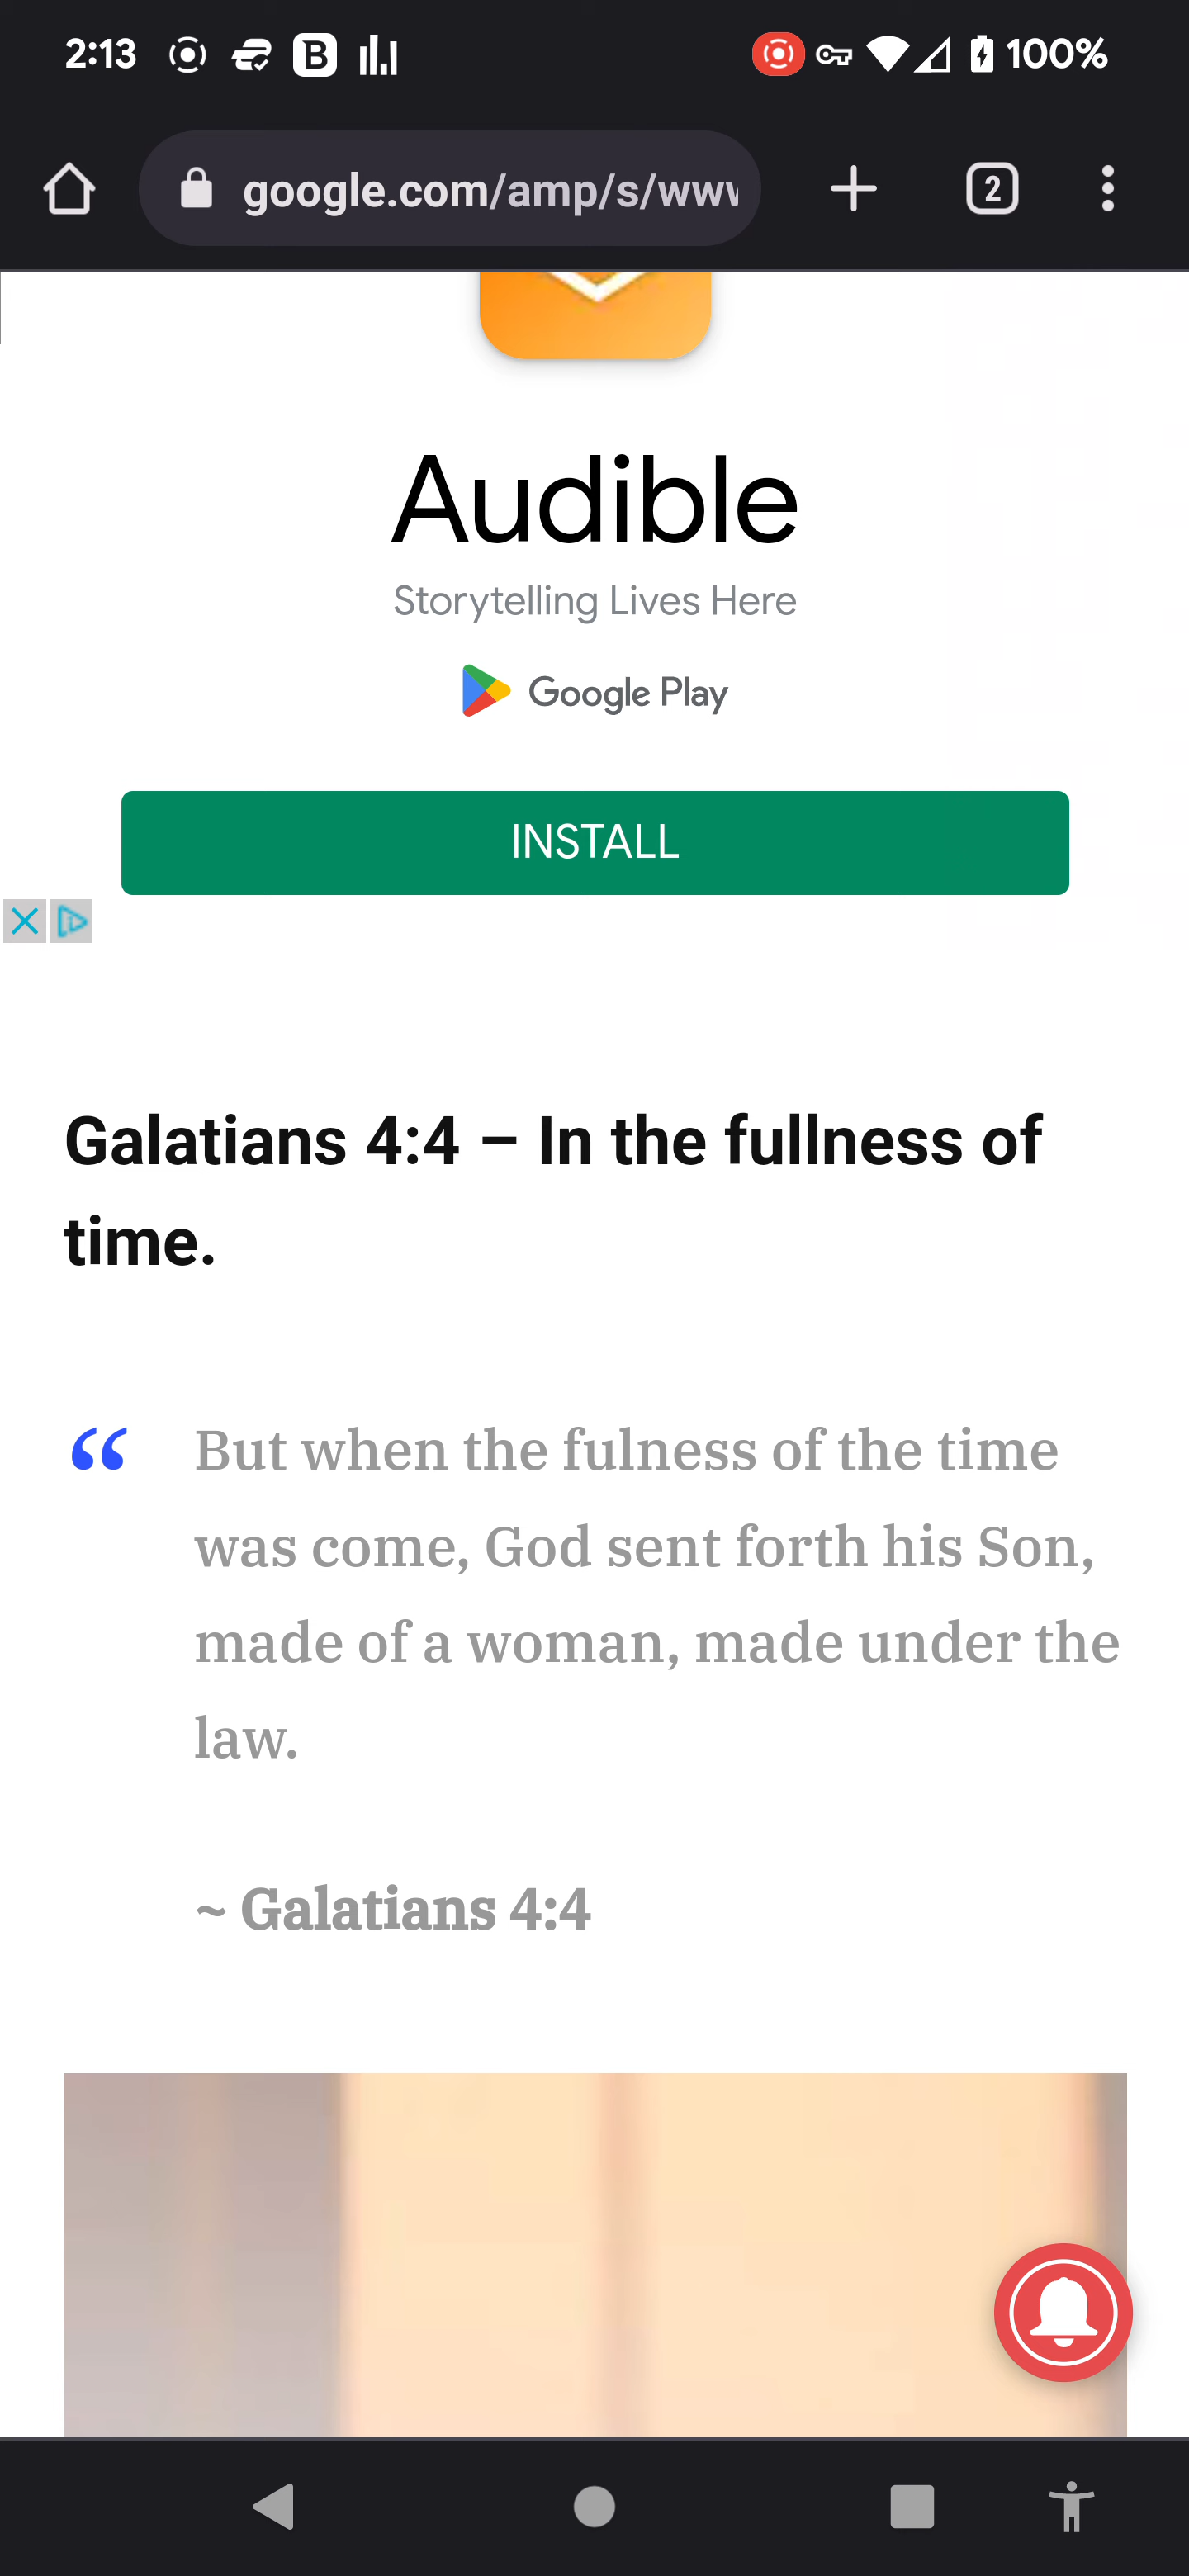 2:13
B
100%
google.com/amp/s/www
2
Audible
Storytelling Lives Here
Google Play
INSTALL
Galatians 4:4 – In the fullness of
time.
“ But when the fulness of the time
was come, God sent forth his Son,
made of a woman, made under the
law.
~ Galatians 4:4